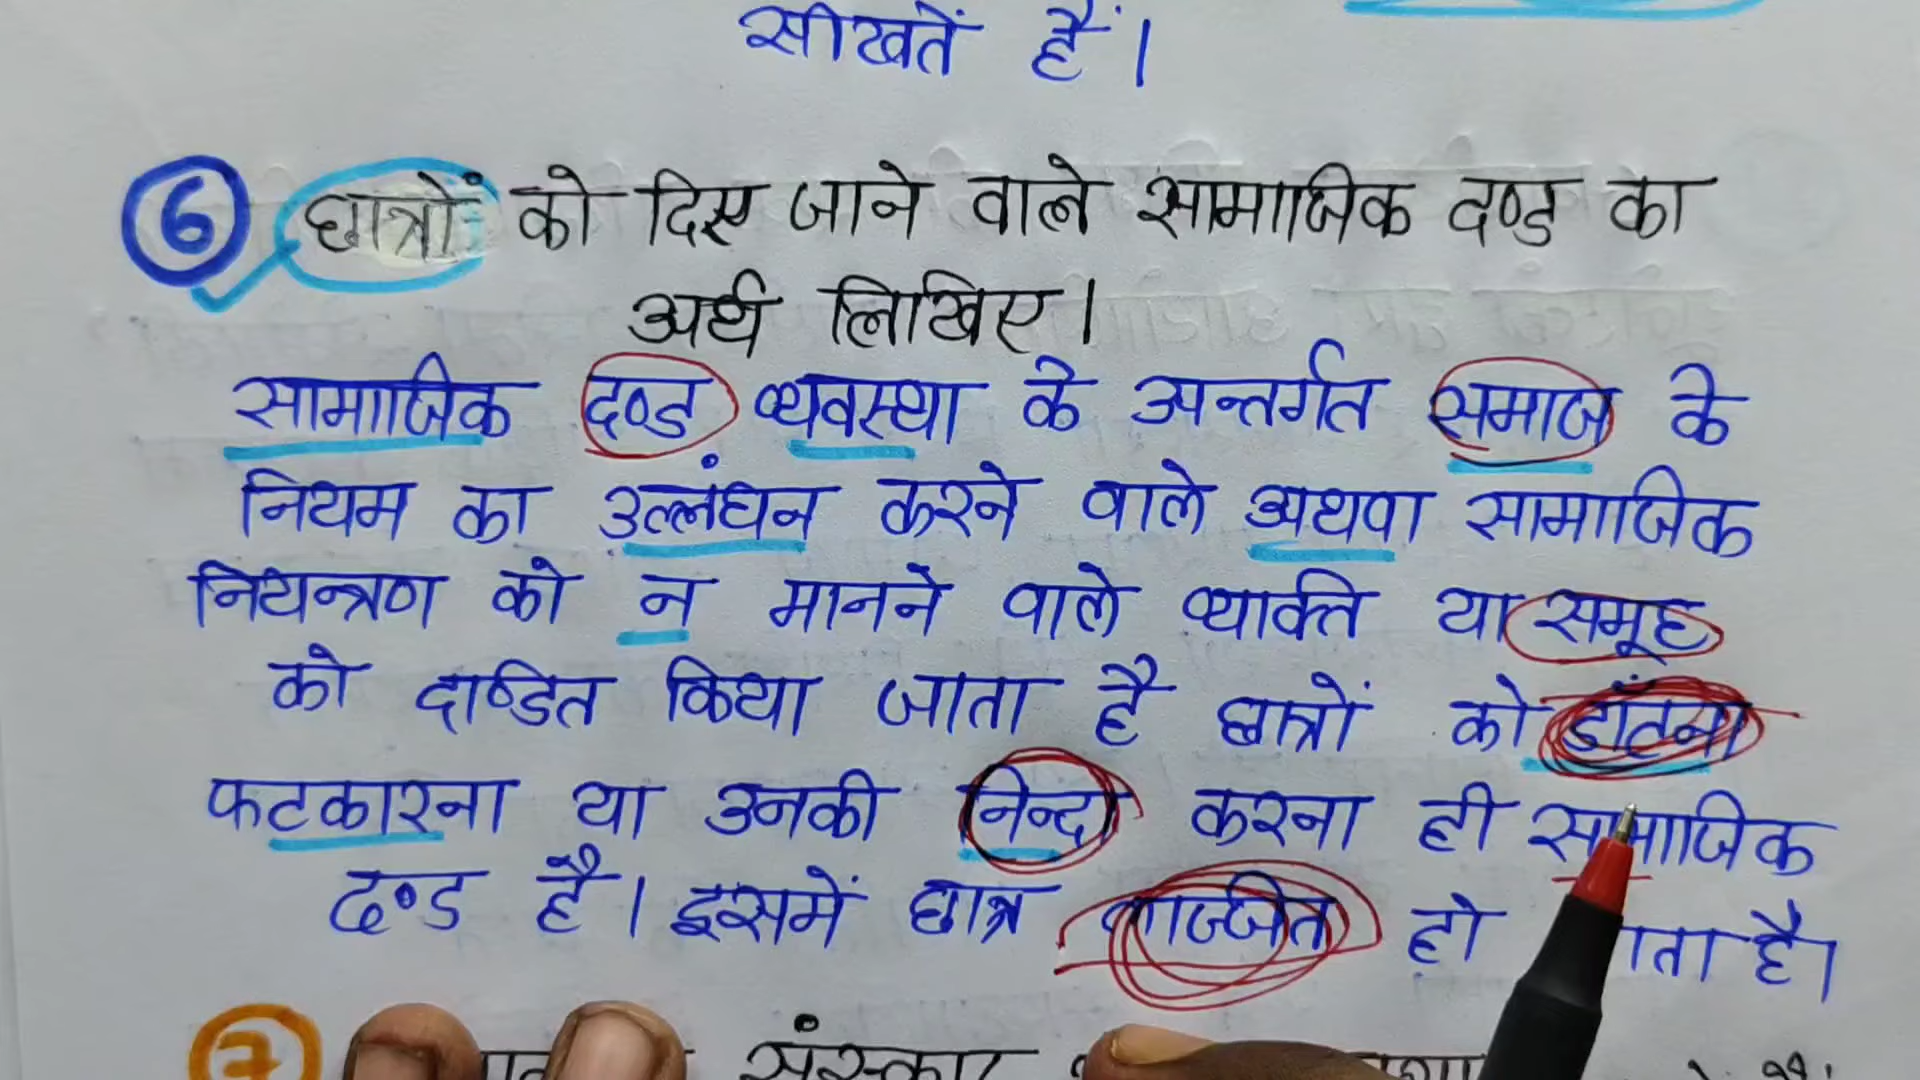 सीखतें हैं।
6 छात्रों को दिए जाने वाले सामाजिक दण्ड का
अर्थ लिखिए।
सामाजिक दण्ड व्यवस्था के अन्तर्गत समाज के
नियम का उल्लंघन करने वाले अथवा सामाजिक
नियन्त्रण को न मानने वाले व्यक्ति या समूह
को दण्डित किया जाता है छात्रों को डाँटना
फटकारना या उनकी निन्दा करना ही सामाजिक
दण्ड है। इसमें छात्र लज्जित हो है।
7 संस्कार